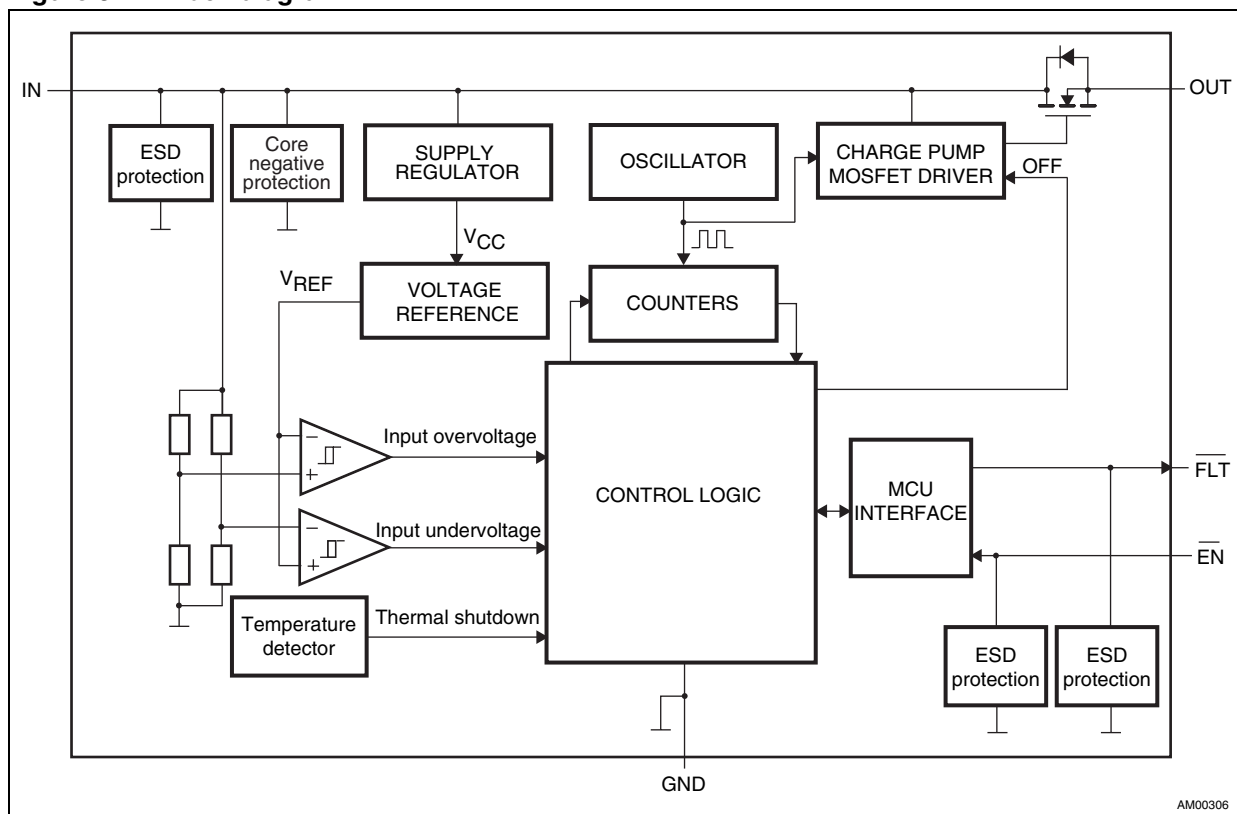 IN
OUT
ESD
protection
Core
negative
protection
SUPPLY
REGULATOR
OSCILLATOR
CHARGE PUMP
MOSFET DRIVER
OFF
VCC
VREF
VOLTAGE
REFERENCE
COUNTERS
−
+
Input overvoltage
−
+
Input undervoltage
CONTROL LOGIC
MCU
INTERFACE
FLT
EN
Temperature
detector
Thermal shutdown
ESD
protection
ESD
protection
GND
AM00306